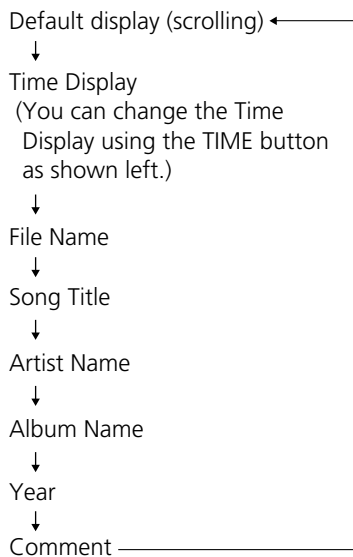 Default display (scrolling)
Time Display
(You can change the Time
Display using the TIME button
as shown left.)
File Name
Song Title
Artist Name
Album Name
Year
Comment